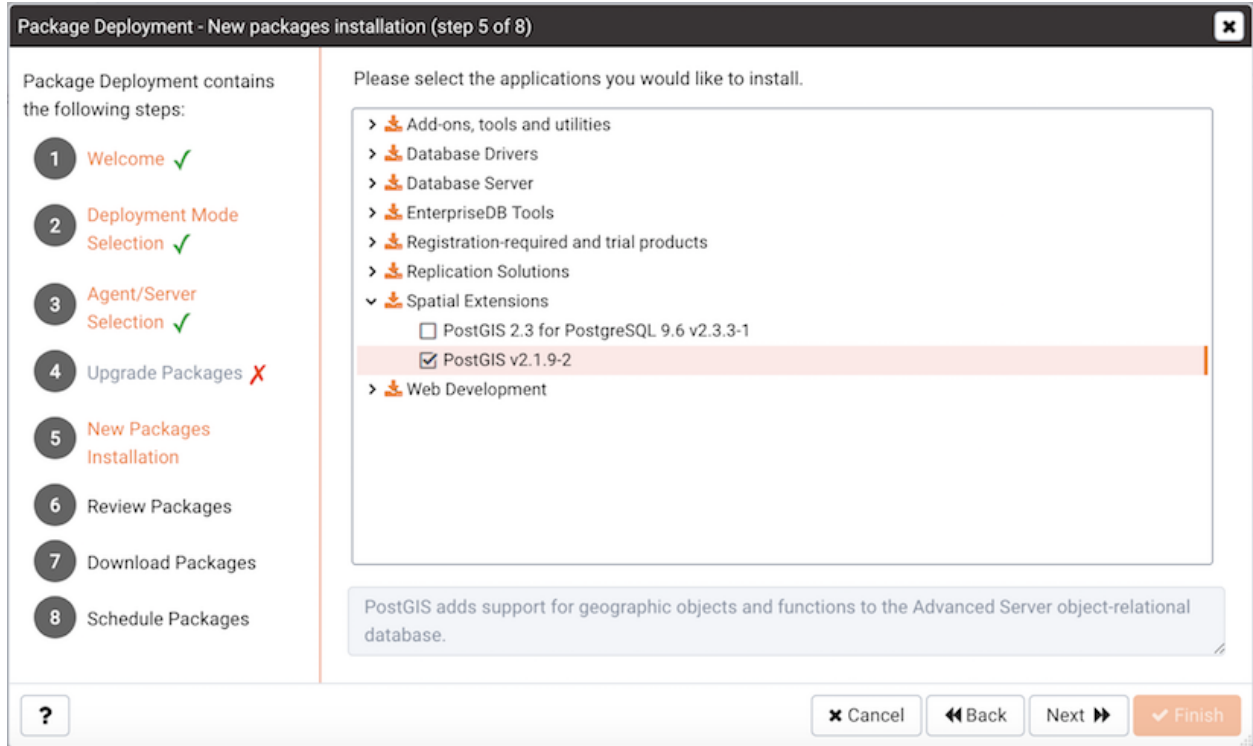 Package Deployment - New packages installation (step 5 of 8)
Package Deployment contains
the following steps:
1 Welcome
2 Deployment Mode
Selection
3 Agent/Server
Selection
4 Upgrade Packages
5 New Packages
Installation
6 Review Packages
7 Download Packages
8 Schedule Packages
Please select the applications you would like to install.
Add-ons, tools and utilities
Database Drivers
Database Server
EnterpriseDB Tools
Registration-required and trial products
Replication Solutions
Spatial Extensions
PostGIS 2.3 for PostgreSQL 9.6 v2.3.3-1
PostGIS v2.1.9-2
Web Development
PostGIS adds support for geographic objects and functions to the Advanced Server object-relational
database.
? Cancel Back Next Finish